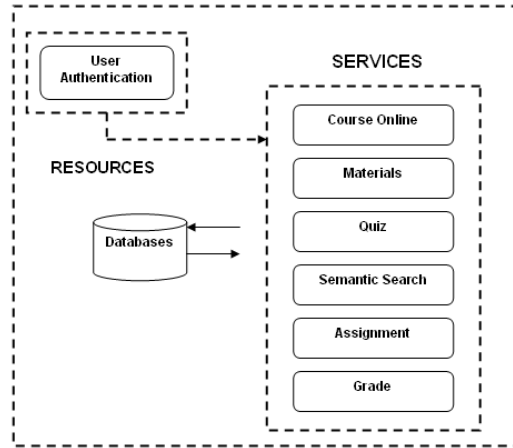 User
Authentication
SERVICES
Course Online
RESOURCES
Materials
Databases
Quiz
Semantic Search
Assignment
Grade